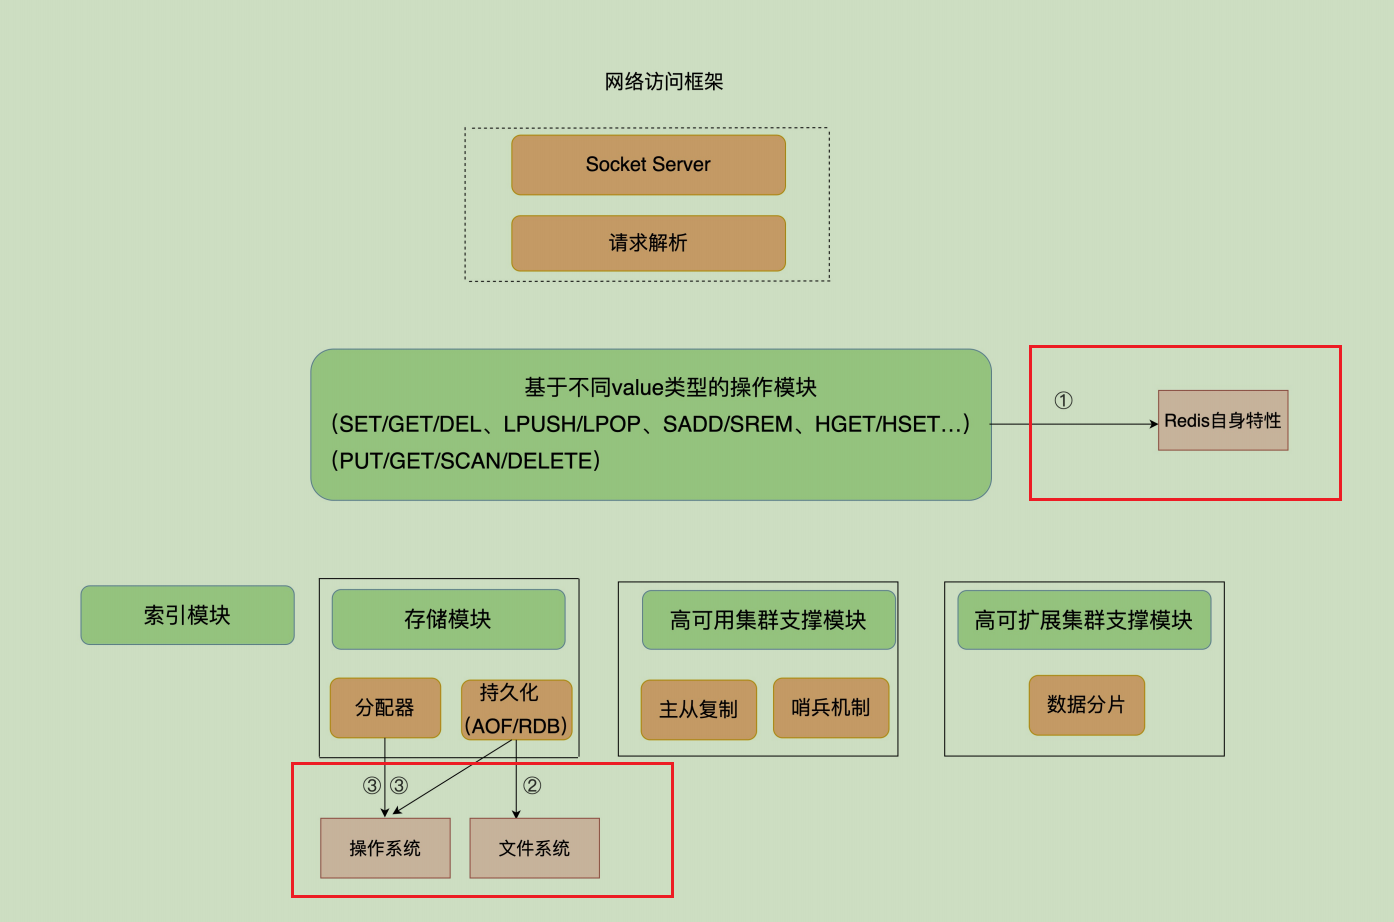 网络访问框架
Socket Server
请求解析
基于不同value类型的操作模块
（SET/GET/DEL、LPUSH/LPOP、SADD/SREM、HGET/HSET…）
（PUT/GET/SCAN/DELETE）
①
Redis自身特性
索引模块
存储模块
分配器
持久化
（AOF/RDB）
高可用集群支撑模块
主从复制
哨兵机制
高可扩展集群支撑模块
数据分片
③
③
②
操作系统
文件系统